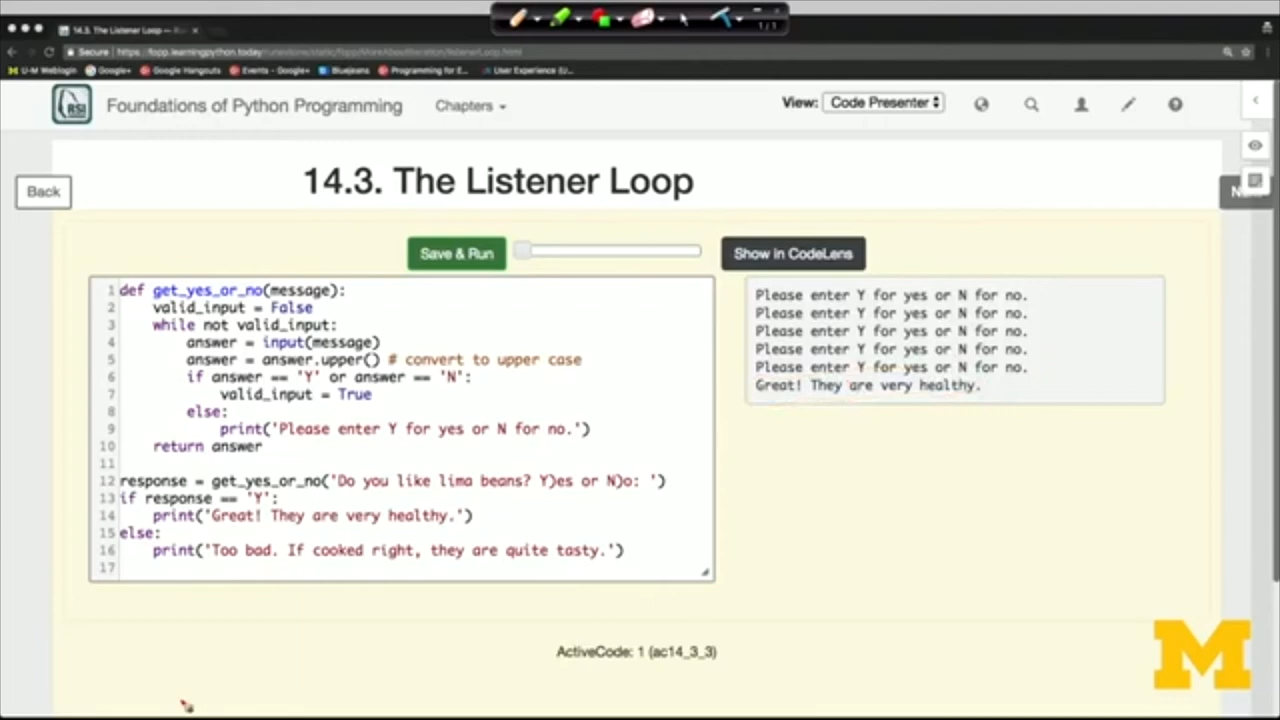 1/1
14.3. The Listener Loop —
Secure
U-M Weblogin Google+ Google Hangouts Events - Google+ Bluejeans Programming for E... User Experience (U...
RSI Foundations of Python Programming Chapters View: Code Presenter
14.3. The Listener Loop
Back
Save & Run Show in CodeLens
1 def get_yes_or_no(message):
2 valid_input = False
3 while not valid_input:
4 answer = input(message)
5 answer = answer.upper() # convert to upper case
6 if answer == 'Y' or answer == 'N':
7 valid_input = True
8 else:
9 print('Please enter Y for yes or N for no.')
10 return answer
11
12 response = get_yes_or_no('Do you like lima beans? Y)es or N)o: ')
13 if response == 'Y':
14 print('Great! They are very healthy.')
15 else:
16 print('Too bad. If cooked right, they are quite tasty.')
17
Please enter Y for yes or N for no.
Please enter Y for yes or N for no.
Please enter Y for yes or N for no.
Please enter Y for yes or N for no.
Please enter Y for yes or N for no.
Great! They are very healthy.
ActiveCode: 1 (ac14_3_3)
M